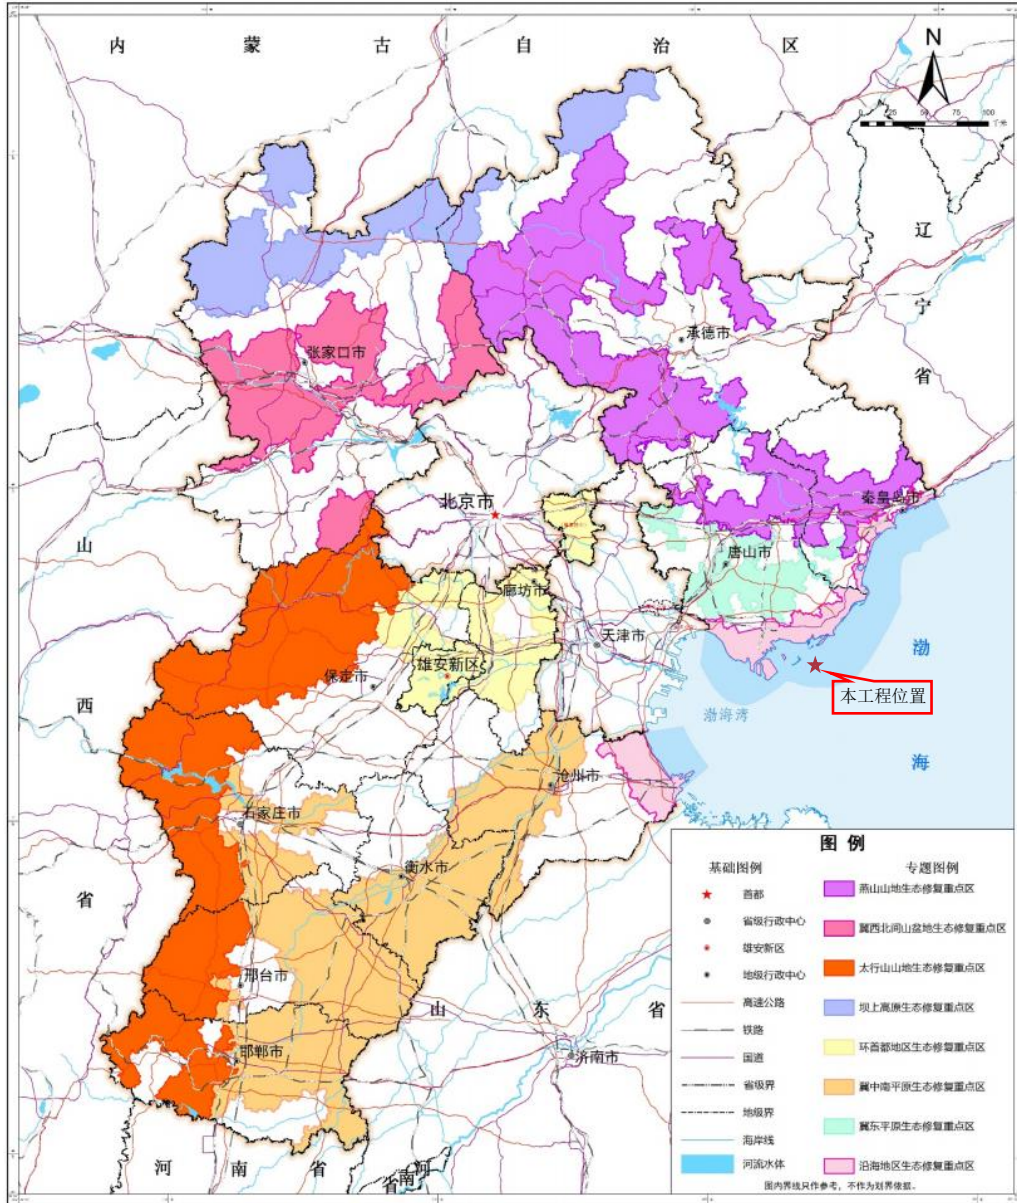 内 蒙 古 自 治 区
N
0 25 50 75 100
千米
辽
宁
省
承德市
张家口市
北京市
秦皇岛市
山
唐山市
廊坊市
天津市
雄安新区
保定市
渤
西
本工程位置
渤海湾
海
沧州市
石家庄市
衡水市
省
邢台市
山 东 省
邯郸市
济南市
河 南 省
河
南
省
图 例
基础图例
首都
省级行政中心
雄安新区
地级行政中心
高速公路
铁路
国道
省级界
地级界
海岸线
河流水体
专题图例
燕山山地生态修复重点区
冀西北间山盆地生态修复重点区
太行山山地生态修复重点区
坝上高原生态修复重点区
环首都地区生态修复重点区
冀中南平原生态修复重点区
冀东平原生态修复重点区
沿海地区生态修复重点区
图内界线只作参考，不作为划界依据。